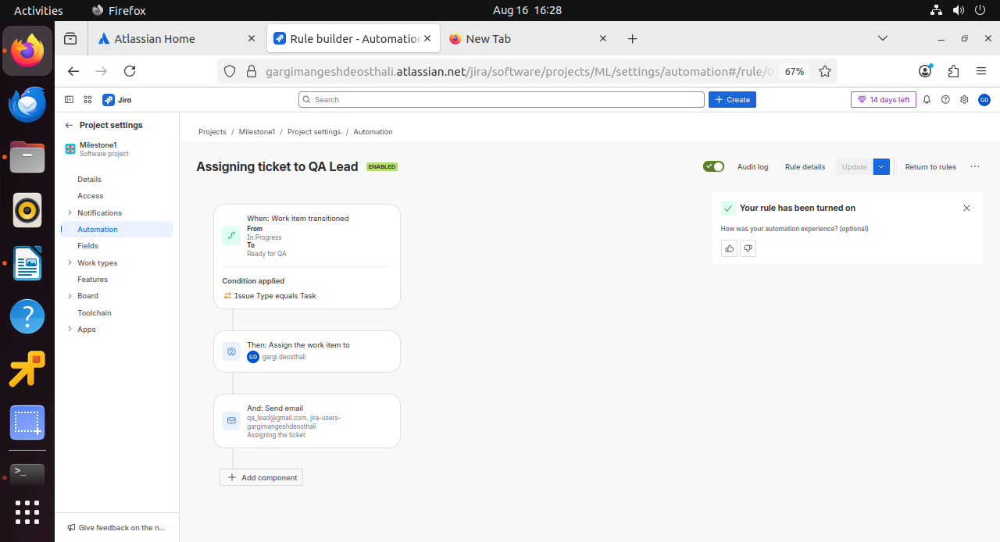 Activities
Firefox
Aug 16 16:28
Atlassian Home
Rule builder - Automation
New Tab
gargimangeshdeosthali.atlassian.net/jira/software/projects/ML/settings/automation#/rule/0
67%
Jira
Search
Create
14 days left
GD
Project settings
Milestone1
Software project
Details
Access
Notifications
Automation
Fields
Work types
Features
Board
Toolchain
Apps
Give feedback on the n...
Projects / Milestone1 / Project settings / Automation
Assigning ticket to QA Lead
ENABLED
Audit log
Rule details
Update
Return to rules
When: Work item transitioned
From
In Progress
To
Ready for QA
Condition applied
Issue Type equals Task
Then: Assign the work item to
GD gargi deosthali
And: Send email
qa_lead@gmail.com, jira-users-
gargimangeshdeosthali
Assigning the ticket
Add component
Your rule has been turned on
How was your automation experience? (optional)